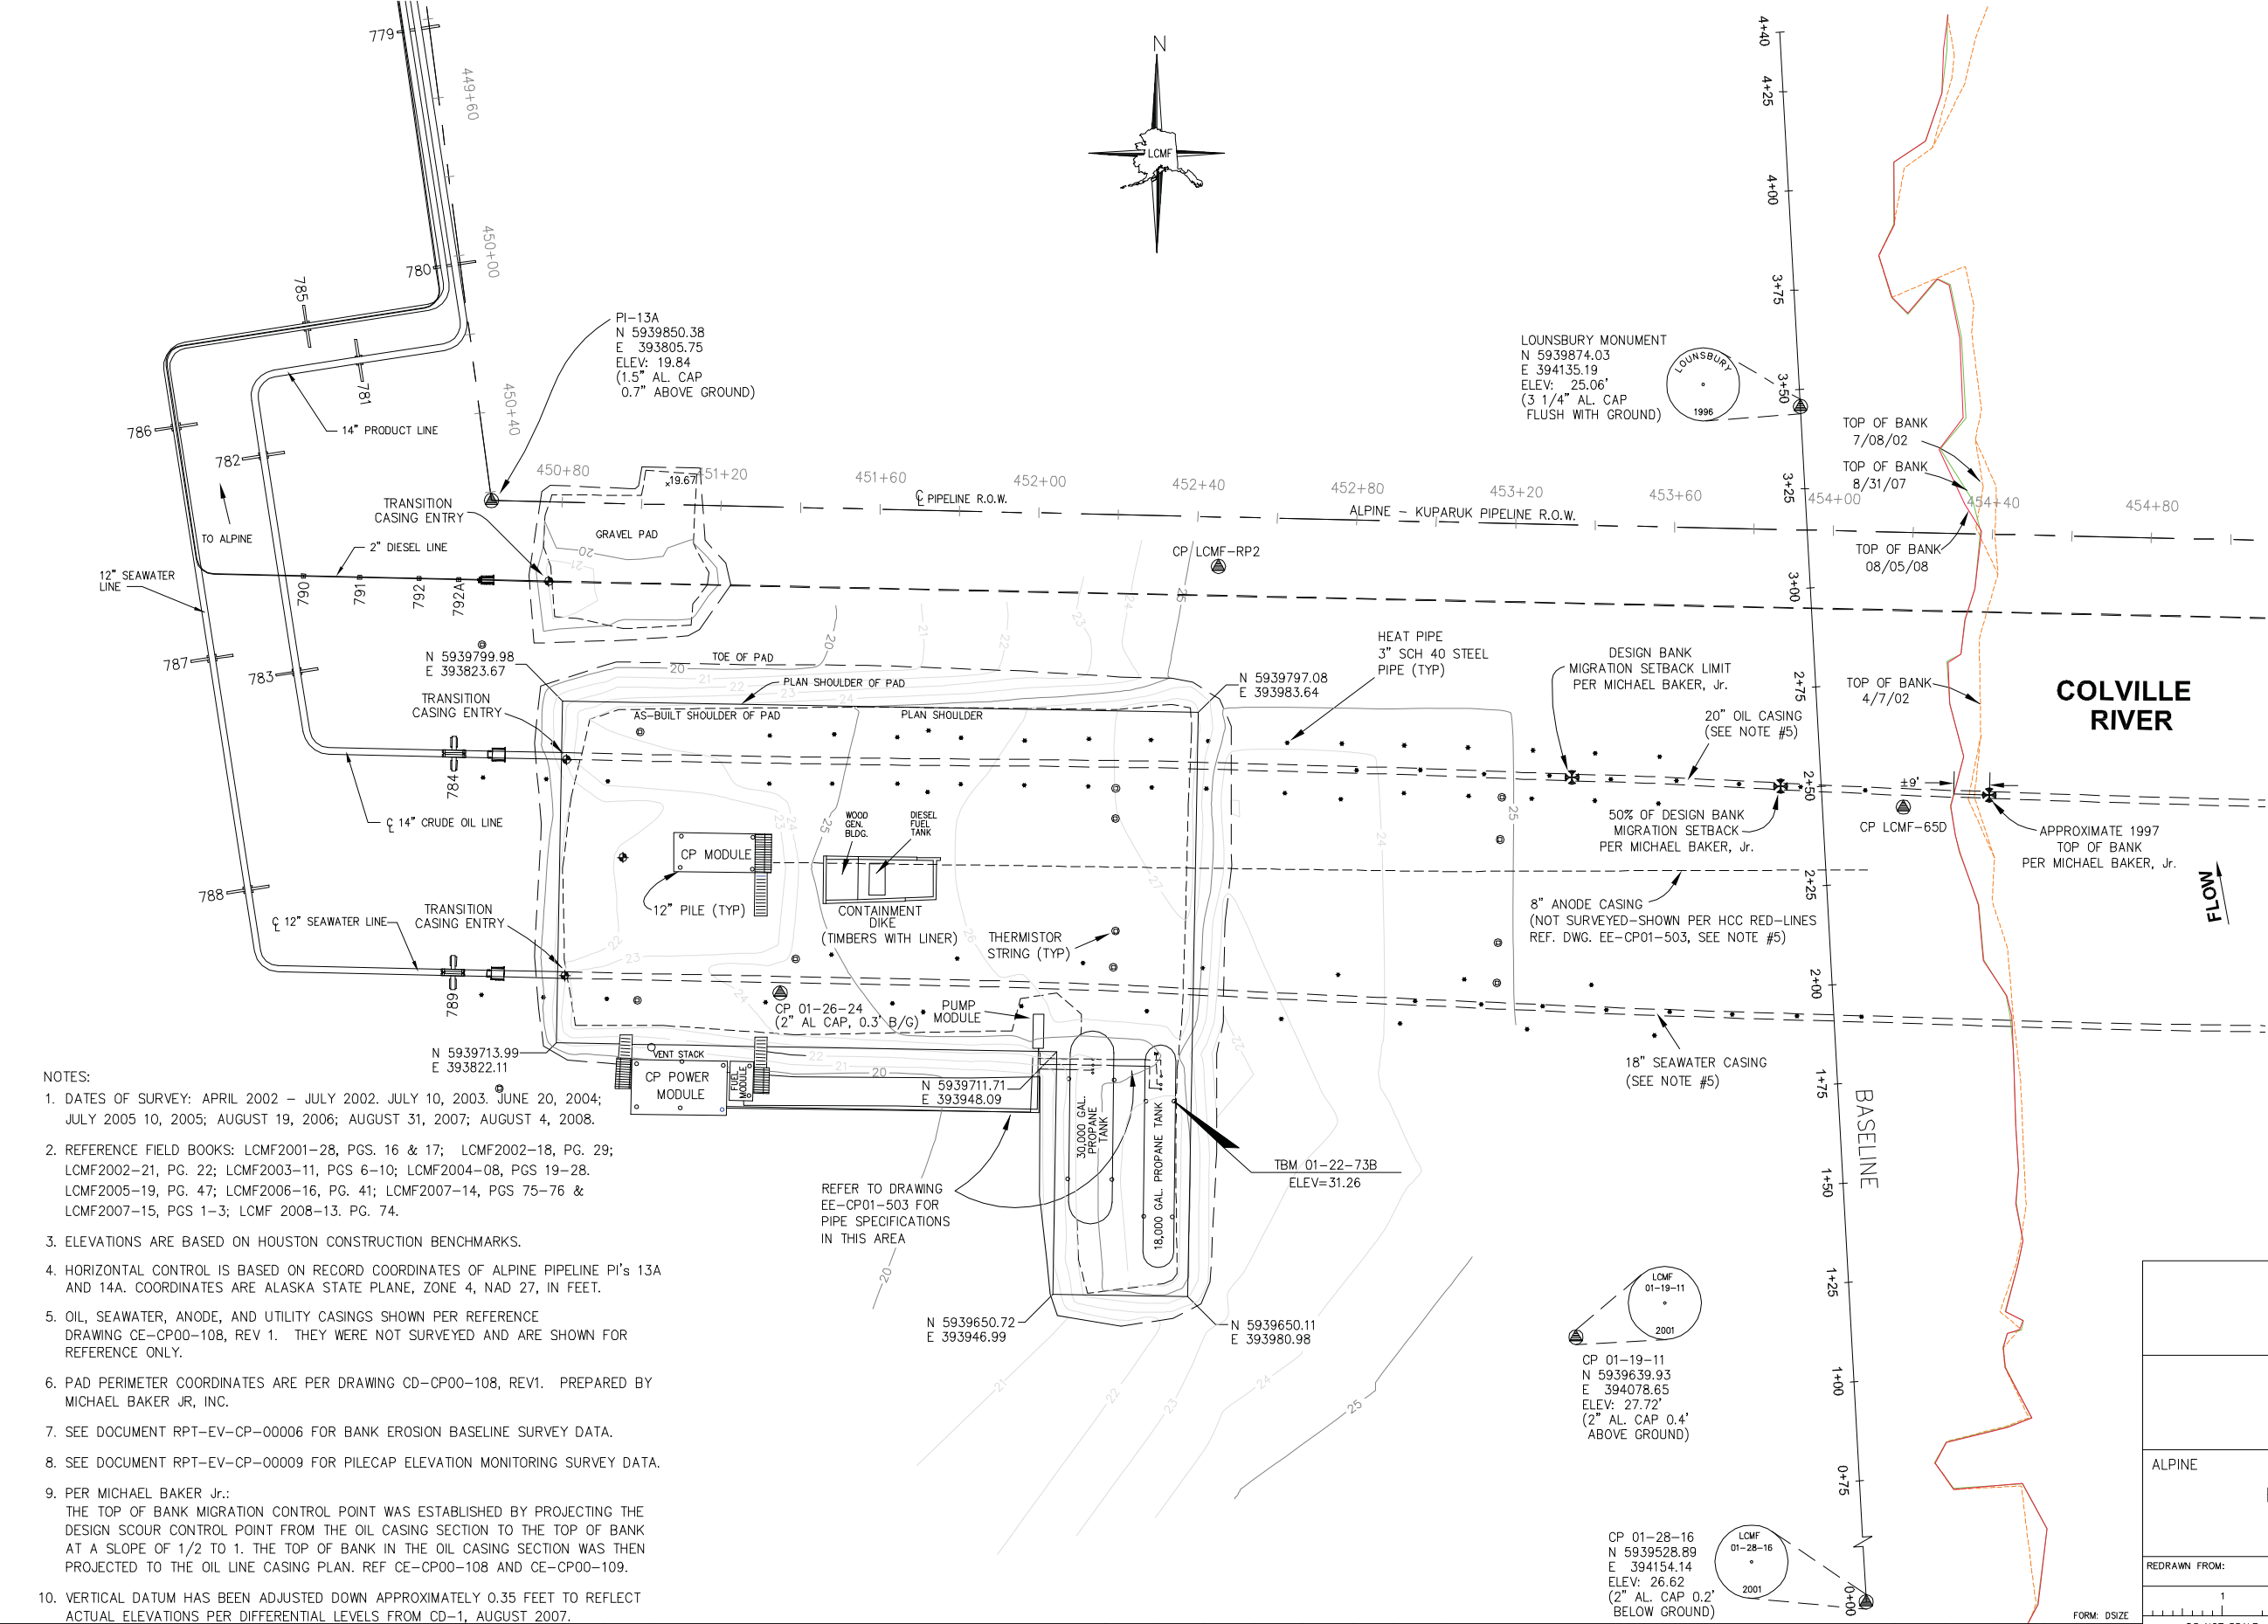 779
449+60
450+00
780
785
781
786
782
450+40
14" PRODUCT LINE
TO ALPINE
N
LCMF
PI-13A
N 5939850.38
E 393805.75
ELEV: 19.84
(1.5" AL. CAP
0.7" ABOVE GROUND)
TRANSITION
CASING ENTRY
2" DIESEL LINE
12" SEAWATER
LINE
790
791
792
792A
787
783
450+80
451+20
451+60
452+00
452+40
452+80
453+20
453+60
454+00
454+40
454+80
x19.67
GRAVEL PAD
20
21
℄ PIPELINE R.O.W.
ALPINE - KUPARUK PIPELINE R.O.W.
CP LCMF-RP2
LOUNSBURY MONUMENT
N 5939874.03
E 394135.19
ELEV: 25.06'
(3 1/4" AL. CAP
FLUSH WITH GROUND)
LOUNSBURY
1996
4+40
4+25
4+00
3+75
3+50
3+25
3+00
2+75
2+50
2+25
2+00
1+75
1+50
1+25
1+00
0+75
0+00
BASELINE
TOP OF BANK
7/08/02
TOP OF BANK
8/31/07
TOP OF BANK
08/05/08
TOP OF BANK
4/7/02
COLVILLE
RIVER
N 5939799.98
E 393823.67
TRANSITION
CASING ENTRY
TOE OF PAD
20
21
22
23
24
PLAN SHOULDER OF PAD
AS-BUILT SHOULDER OF PAD
PLAN SHOULDER
20
21
22
23
24
25
N 5939797.08
E 393983.64
HEAT PIPE
3" SCH 40 STEEL
PIPE (TYP)
DESIGN BANK
MIGRATION SETBACK LIMIT
PER MICHAEL BAKER, Jr.
20" OIL CASING
(SEE NOTE #5)
±9'
50% OF DESIGN BANK
MIGRATION SETBACK
PER MICHAEL BAKER, Jr.
CP LCMF-65D
APPROXIMATE 1997
TOP OF BANK
PER MICHAEL BAKER, Jr.
FLOW
784
℄ 14" CRUDE OIL LINE
788
℄ 12" SEAWATER LINE
TRANSITION
CASING ENTRY
789
23
24
25
CP MODULE
12" PILE (TYP)
WOOD
GEN.
BLDG.
DIESEL
FUEL
TANK
CONTAINMENT
DIKE
(TIMBERS WITH LINER)
THERMISTOR
STRING (TYP)
27
26
24
25
22
23
24
8" ANODE CASING
(NOT SURVEYED-SHOWN PER HCC RED-LINES
REF. DWG. EE-CP01-503, SEE NOTE #5)
CP 01-26-24
(2" AL CAP, 0.3' B/G)
PUMP
MODULE
18" SEAWATER CASING
(SEE NOTE #5)
N 5939713.99
E 393822.11
VENT STACK
CP POWER
MODULE
FUEL
MODULE
22
21
20
22
N 5939711.71
E 393948.09
30,000 GAL.
PROPANE
TANK
18,000 GAL. PROPANE TANK
TBM 01-22-73B
ELEV=31.26
REFER TO DRAWING
EE-CP01-503 FOR
PIPE SPECIFICATIONS
IN THIS AREA
20
N 5939650.72
E 393946.99
N 5939650.11
E 393980.98
21
22
23
24
25
LCMF
01-19-11
2001
CP 01-19-11
N 5939639.93
E 394078.65
ELEV: 27.72'
(2" AL. CAP 0.4'
ABOVE GROUND)
CP 01-28-16
N 5939528.89
E 394154.14
ELEV: 26.62
(2" AL. CAP 0.2'
BELOW GROUND)
LCMF
01-28-16
2001
NOTES:
1. DATES OF SURVEY: APRIL 2002 - JULY 2002. JULY 10, 2003. JUNE 20, 2004;
JULY 2005 10, 2005; AUGUST 19, 2006; AUGUST 31, 2007; AUGUST 4, 2008.
2. REFERENCE FIELD BOOKS: LCMF2001-28, PGS. 16 & 17; LCMF2002-18, PG. 29;
LCMF2002-21, PG. 22; LCMF2003-11, PGS 6-10; LCMF2004-08, PGS 19-28.
LCMF2005-19, PG. 47; LCMF2006-16, PG. 41; LCMF2007-14, PGS 75-76 &
LCMF2007-15, PGS 1-3; LCMF 2008-13. PG. 74.
3. ELEVATIONS ARE BASED ON HOUSTON CONSTRUCTION BENCHMARKS.
4. HORIZONTAL CONTROL IS BASED ON RECORD COORDINATES OF ALPINE PIPELINE PI's 13A
AND 14A. COORDINATES ARE ALASKA STATE PLANE, ZONE 4, NAD 27, IN FEET.
5. OIL, SEAWATER, ANODE, AND UTILITY CASINGS SHOWN PER REFERENCE
DRAWING CE-CP00-108, REV 1. THEY WERE NOT SURVEYED AND ARE SHOWN FOR
REFERENCE ONLY.
6. PAD PERIMETER COORDINATES ARE PER DRAWING CD-CP00-108, REV1. PREPARED BY
MICHAEL BAKER JR, INC.
7. SEE DOCUMENT RPT-EV-CP-00006 FOR BANK EROSION BASELINE SURVEY DATA.
8. SEE DOCUMENT RPT-EV-CP-00009 FOR PILECAP ELEVATION MONITORING SURVEY DATA.
9. PER MICHAEL BAKER Jr.:
THE TOP OF BANK MIGRATION CONTROL POINT WAS ESTABLISHED BY PROJECTING THE
DESIGN SCOUR CONTROL POINT FROM THE OIL CASING SECTION TO THE TOP OF BANK
AT A SLOPE OF 1/2 TO 1. THE TOP OF BANK IN THE OIL CASING SECTION WAS THEN
PROJECTED TO THE OIL LINE CASING PLAN. REF CE-CP00-108 AND CE-CP00-109.
10. VERTICAL DATUM HAS BEEN ADJUSTED DOWN APPROXIMATELY 0.35 FEET TO REFLECT
ACTUAL ELEVATIONS PER DIFFERENTIAL LEVELS FROM CD-1, AUGUST 2007.
ALPINE
REDRAWN FROM:
1
FORM: DSIZE